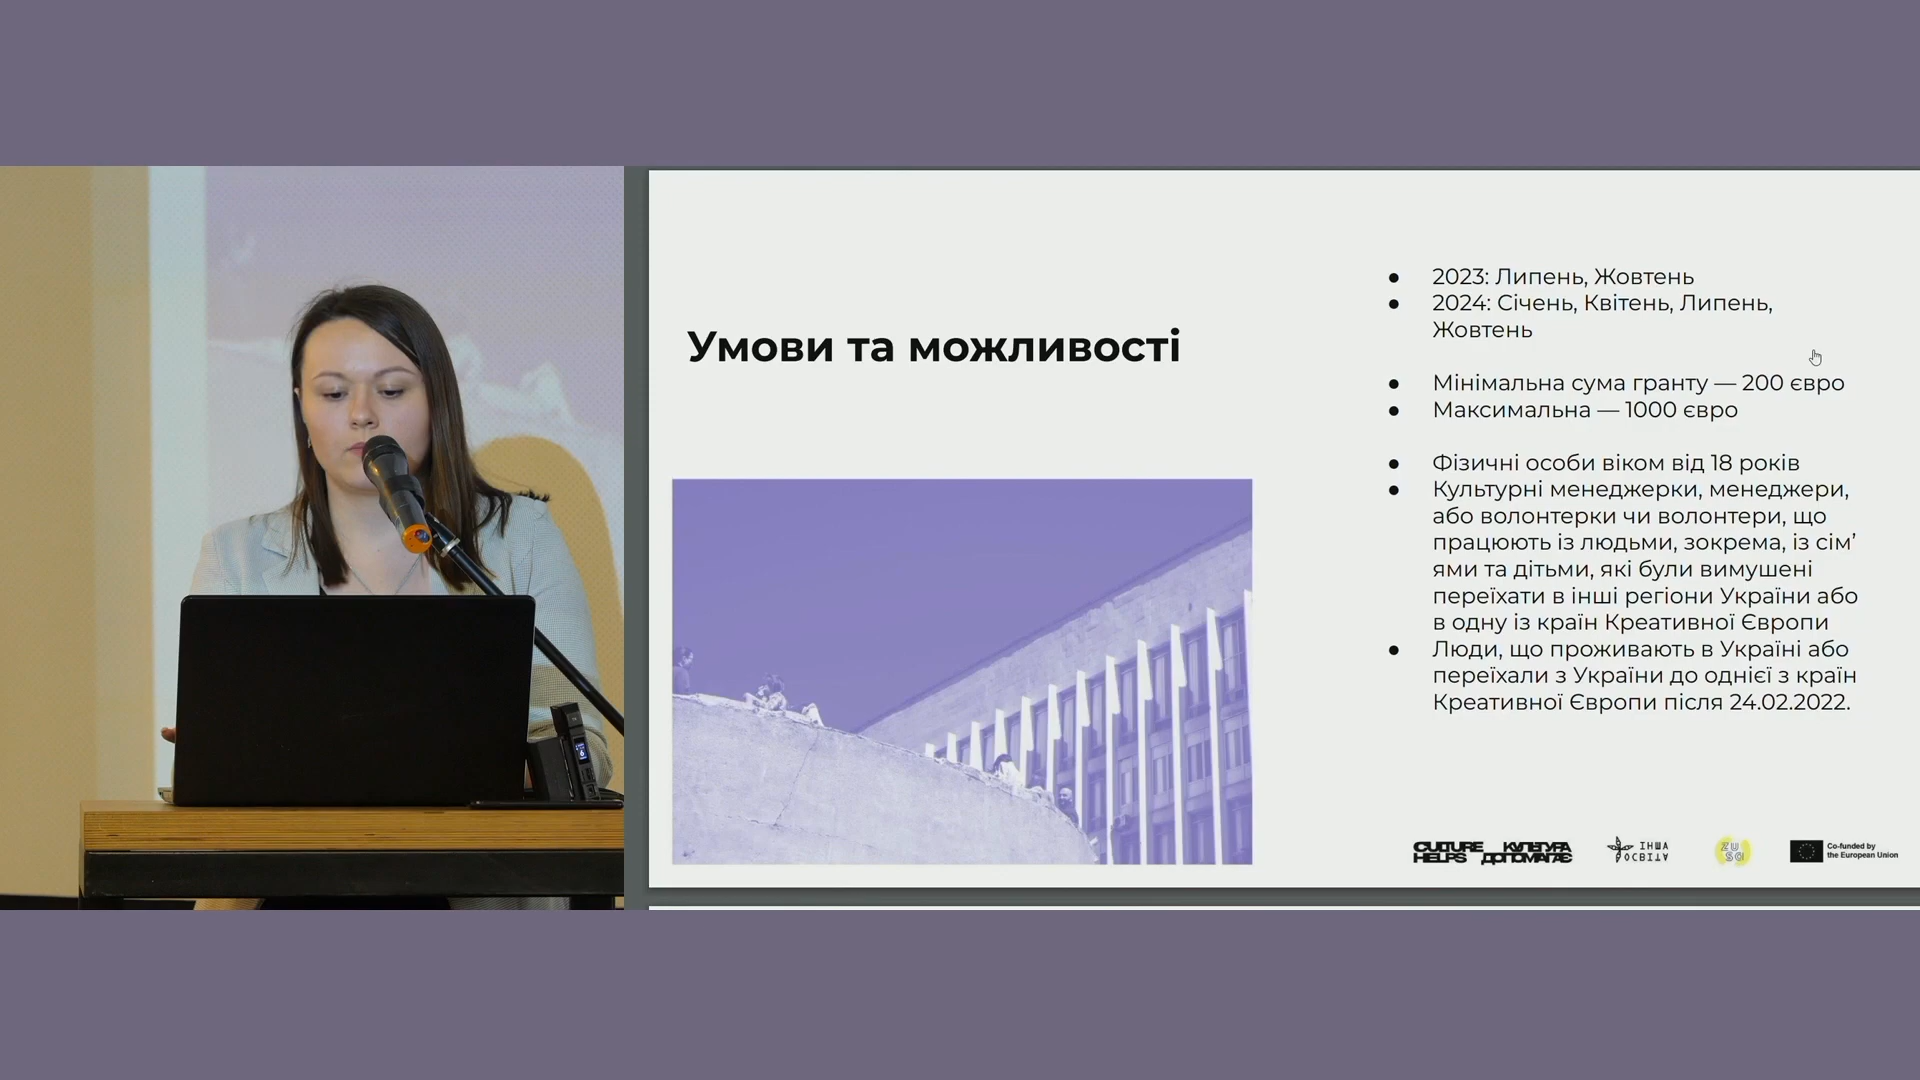 Умови та можливості
● 2023: Липень, Жовтень
● 2024: Січень, Квітень, Липень,
Жовтень
● Мінімальна сума гранту — 200 євро
● Максимальна — 1000 євро
● Фізичні особи віком від 18 років
● Культурні менеджерки, менеджери,
або волонтерки чи волонтери, що
працюють із людьми, зокрема, із сім’
ями та дітьми, які були вимушені
переїхати в інші регіони України або
в одну із країн Креативної Європи
● Люди, що проживають в Україні або
переїхали з України до однієї з країн
Креативної Європи після 24.02.2022.
CULTURE
HELPS
КУЛЬТУРА
ДОПОМАГАЄ
ІНША
ОСВІТА
ZU
SA
Co-funded by
the European Union